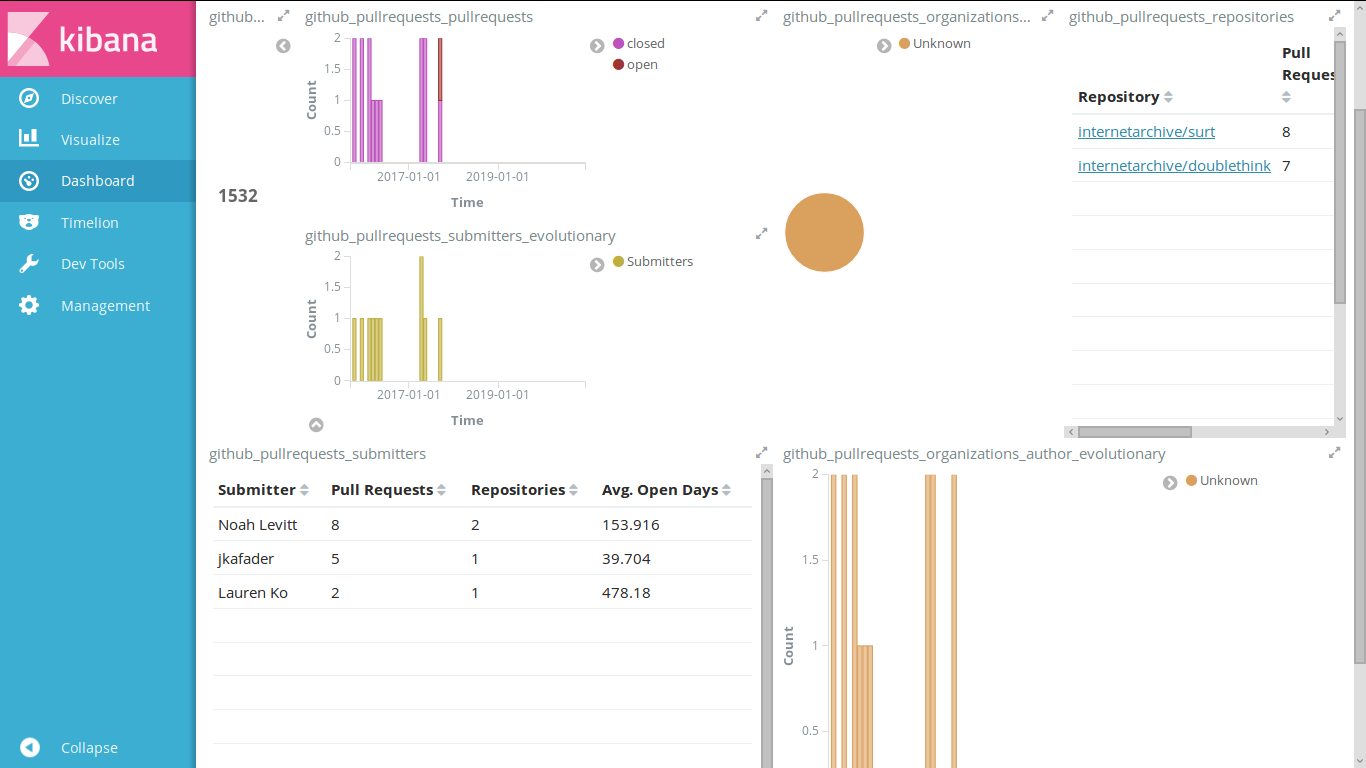 kibana
Discover
Visualize
Dashboard
Timelion
Dev Tools
Management
Collapse
github...
1532
github_pullrequests_pullrequests
2
1.5
1
0.5
0
Count
2017-01-01 2019-01-01
Time
closed
open
github_pullrequests_submitters_evolutionary
2
1.5
1
0.5
0
Count
2017-01-01 2019-01-01
Time
Submitters
github_pullrequests_organizations...
Unknown
github_pullrequests_repositories
Repository Pull Reques
internetarchive/surt 8
internetarchive/doublethink 7
github_pullrequests_submitters
Submitter Pull Requests Repositories Avg. Open Days
Noah Levitt 8 2 153.916
jkafader 5 1 39.704
Lauren Ko 2 1 478.18
github_pullrequests_organizations_author_evolutionary
2
1.5
1
0.5
Count
Unknown